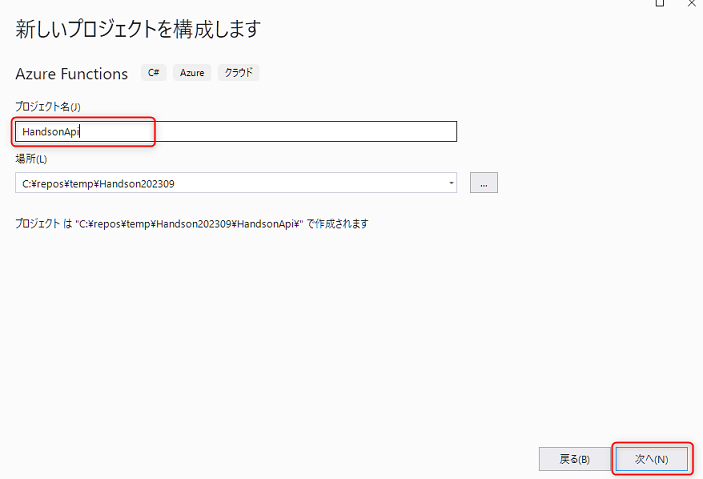 新しいプロジェクトを構成します
Azure Functions C# Azure クラウド
プロジェクト名(J)
HandsonApi
場所(L)
C:¥repos¥temp¥Handson202309
...
プロジェクト は "C:¥repos¥temp¥Handson202309¥HandsonApi¥" で作成されます
戻る(B) 次へ(N)